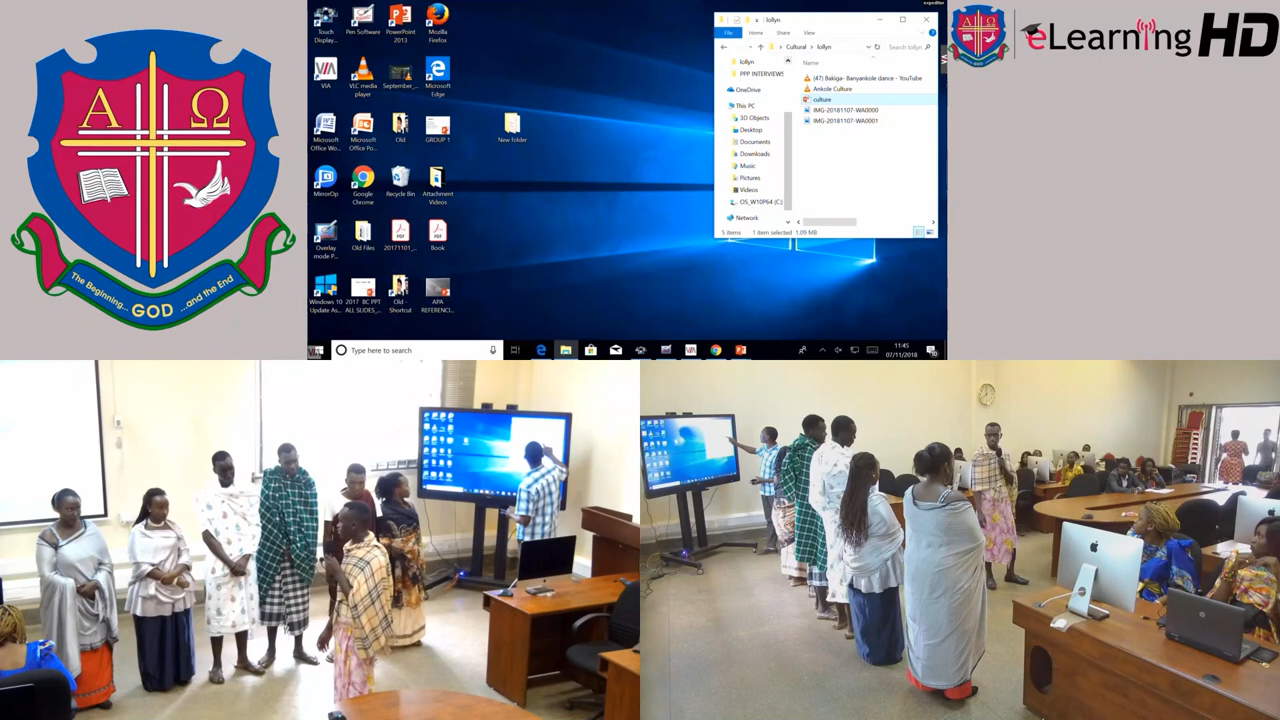 Α Ω
The Beginning... GOD ...and the End
Touch
Display...
Pen Software
PowerPoint
2013
Mozilla
Firefox
VIA
VLC media
player
September_...
Microsoft
Edge
Microsoft
Office Wo...
Microsoft
Office Po...
Old
GROUP 1
New folder
MirrorOp
Google
Chrome
Recycle Bin
Attachment
Videos
Overlay
mode P...
Old Files
20171101_...
Book
Windows 10
Update As...
2017 BC PPT
ALL SLIDES_...
Old -
Shortcut
APA
REFERENCI...
Type here to search
11:45
07/11/2018
expeditor
lollyn
File
Home
Share
View
Cultural
lollyn
Search lollyn
lollyn
PPP INTERVIEWS
OneDrive
This PC
3D Objects
Desktop
Documents
Downloads
Music
Pictures
Videos
OS_W10P64 (C:)
Network
Name
(47) Bakiga- Banyankole dance - YouTube
Ankole Culture
culture
IMG-20181107-WA0000
IMG-20181107-WA0001
5 items
1 item selected 1.09 MB
eLearning HD